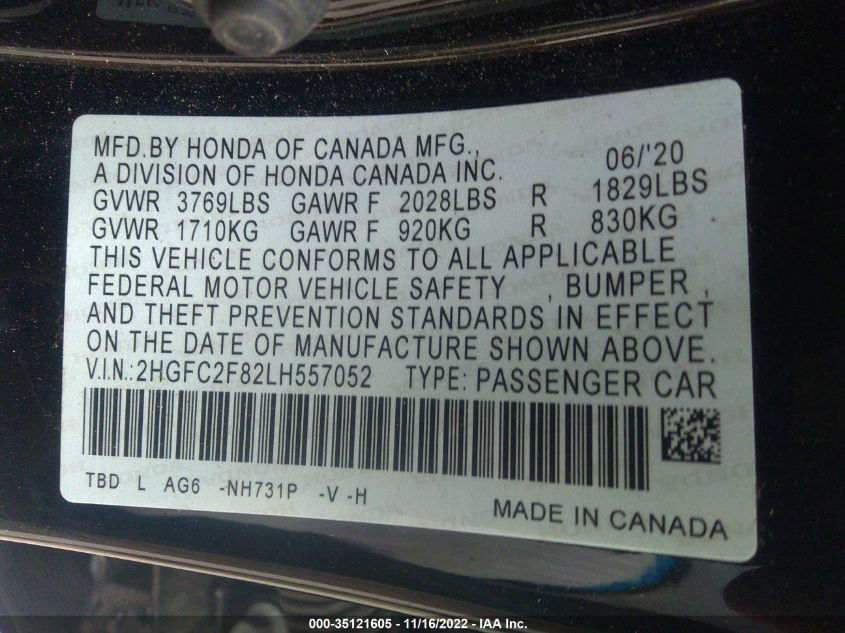 MFD.BY HONDA OF CANADA MFG.,
A DIVISION OF HONDA CANADA INC. 06/'20
GVWR 3769LBS GAWR F 2028LBS R 1829LBS
GVWR 1710KG GAWR F 920KG R 830KG
THIS VEHICLE CONFORMS TO ALL APPLICABLE
FEDERAL MOTOR VEHICLE SAFETY , BUMPER ,
AND THEFT PREVENTION STANDARDS IN EFFECT
ON THE DATE OF MANUFACTURE SHOWN ABOVE.
V.I.N.:2HGFC2F82LH557052 TYPE: PASSENGER CAR
TBD L AG6 -NH731P -V -H
MADE IN CANADA
000-35121605 - 11/16/2022 - IAA Inc.